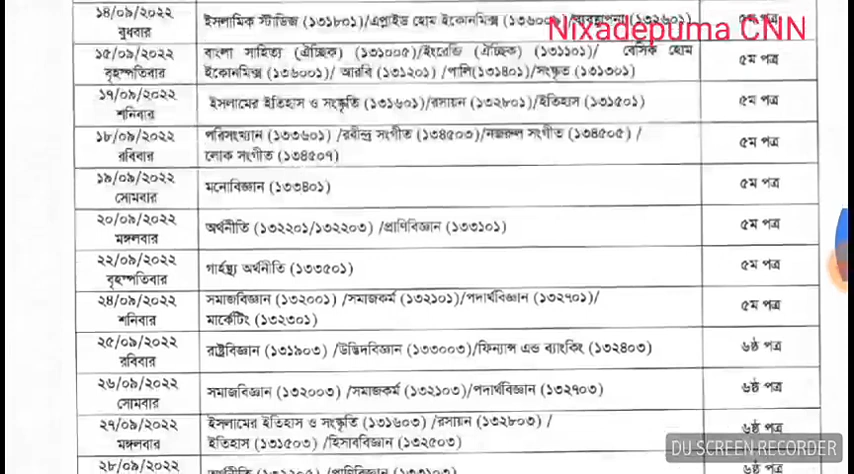 ১৪/০৯/২০২২
বুধবার
ইসলামিক স্টাডিজ (১৩১৮০১)/এপ্লাইড হোম ইকোনমিক্স
৫ম পত্র
Nixadepuma CNN
১৫/০৯/২০২২
বৃহস্পতিবার
বাংলা সাহিত্য (ঐচ্ছিক) (১৩১০০৫)/ইংরেজি (ঐচ্ছিক) (১৩১১০১)/ বেসিক হোম
ইকোনমিক্স (১৩৬০০১)/ আরবি (১৩১২০১) /পালি(১৩১৪০১)/সংস্কৃত (১৩১৩০১)
৫ম পত্র
১৭/০৯/২০২২
শনিবার
ইসলামের ইতিহাস ও সংস্কৃতি (১৩১৬০১)/রসায়ন (১৩২৮০১)/ইতিহাস (১৩১৫০১)
৫ম পত্র
১৮/০৯/২০২২
রবিবার
পরিসংখ্যান (১৩৩৬০১) /রবীন্দ্র সংগীত (১৩৪৫০৩)/নজরুল সংগীত (১৩৪৫০৫) /
লোক সংগীত (১৩৪৫০৭)
৫ম পত্র
১৯/০৯/২০২২
সোমবার
মনোবিজ্ঞান (১৩৩৪০১)
৫ম পত্র
২০/০৯/২০২২
মঙ্গলবার
অর্থনীতি (১৩২২০১/১৩২২০৩) /প্রাণিবিজ্ঞান (১৩৩১০১)
৫ম পত্র
২২/০৯/২০২২
বৃহস্পতিবার
গার্হস্থ্য অর্থনীতি (১৩৩৫০১)
৫ম পত্র
২৪/০৯/২০২২
শনিবার
সমাজবিজ্ঞান (১৩২০০১) /সমাজকর্ম (১৩২১০১)/পদার্থবিজ্ঞান (১৩২৭০১)/
মার্কেটিং (১৩২৩০১)
৫ম পত্র
২৫/০৯/২০২২
রবিবার
রাষ্ট্রবিজ্ঞান (১৩১৯০৩) /উদ্ভিদবিজ্ঞান (১৩৩০০৩)/ফিন্যান্স এন্ড ব্যাংকিং (১৩২৪০৩)
৬ষ্ঠ পত্র
২৬/০৯/২০২২
সোমবার
সমাজবিজ্ঞান (১৩২০০৩) /সমাজকর্ম (১৩২১০৩)/পদার্থবিজ্ঞান (১৩২৭০৩)
৬ষ্ঠ পত্র
২৭/০৯/২০২২
মঙ্গলবার
ইসলামের ইতিহাস ও সংস্কৃতি (১৩১৬০৩) /রসায়ন (১৩২৮০৩) /
ইতিহাস (১৩১৫০৩) /হিসাববিজ্ঞান (১৩২৫০৩)
৬ষ্ঠ পত্র
DU SCREEN RECORDER
২৮/০৯/২০২২
৬ষ্ঠ পত্র